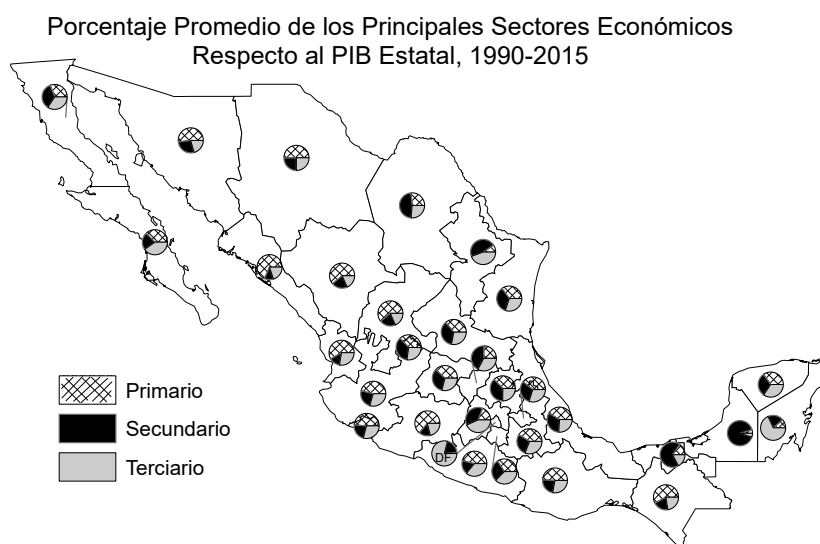 Porcentaje Promedio de los Principales Sectores Económicos
Respecto al PIB Estatal, 1990-2015
Primario
Secundario
Terciario
DF